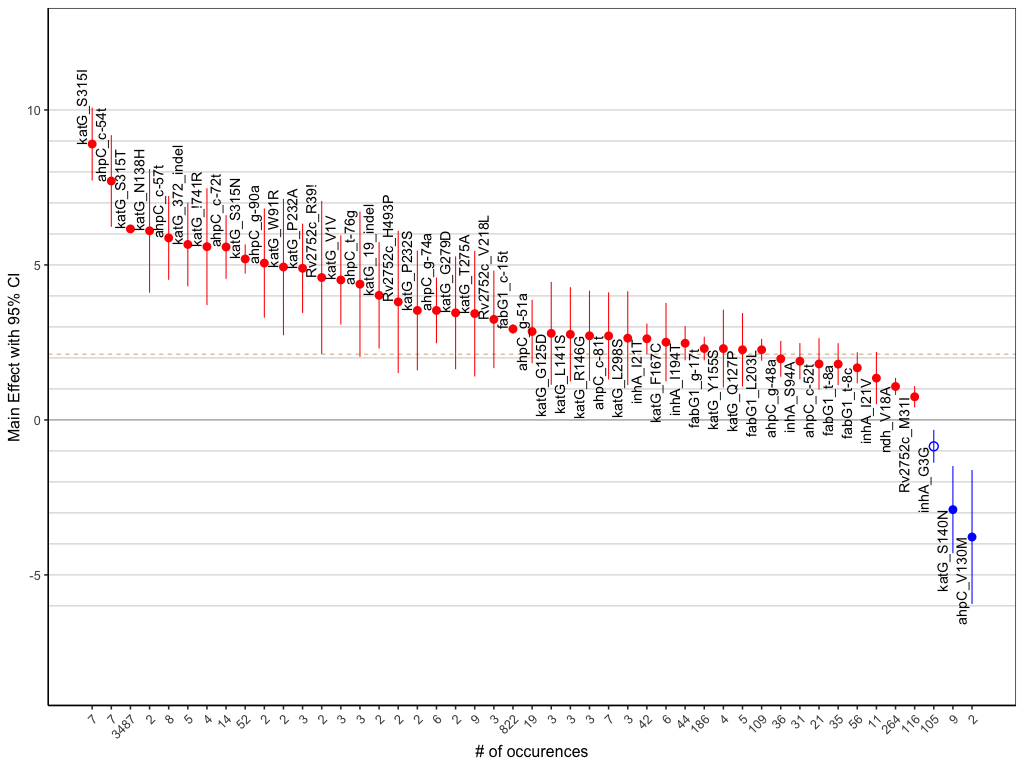 Main Effect with 95% CI
10
5
0
-5
katG_S315I
ahpC_c-54t
katG_S315T
katG_N138H
ahpC_c-57t
katG_372_indel
katG_!741R
ahpC_c-72t
katG_S315N
ahpC_g-90a
katG_W91R
katG_P232A
Rv2752c_R39!
katG_V1V
ahpC_t-76g
katG_19_indel
Rv2752c_H493P
katG_P232S
ahpC_g-74a
katG_G279D
katG_T275A
Rv2752c_V218L
fabG1_c-15t
ahpC_g-51a
katG_G125D
katG_L141S
katG_R146G
ahpC_c-81t
katG_L298S
inhA_I21T
katG_F167C
inhA_I194T
fabG1_g-17t
katG_Y155S
katG_Q127P
fabG1_L203L
ahpC_g-48a
inhA_S94A
ahpC_c-52t
fabG1_t-8a
fabG1_t-8c
inhA_I21V
ndh_V18A
Rv2752c_M31I
inhA_G3G
katG_S140N
ahpC_V130M
7
7
3487
2
8
5
4
14
52
2
2
3
2
3
3
2
2
2
6
2
9
3
822
19
3
3
3
7
3
42
6
44
186
4
5
109
36
31
21
35
56
11
264
116
105
9
2
# of occurences